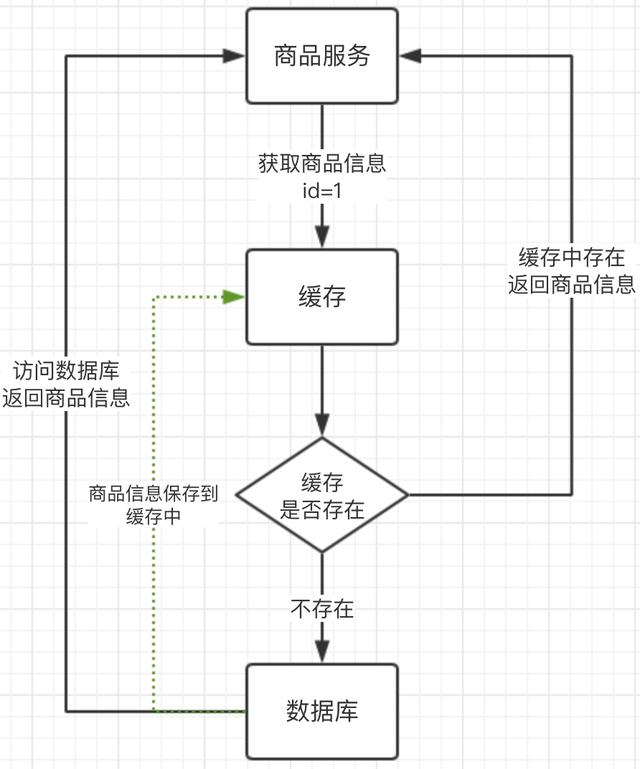 商品服务
获取商品信息
id=1
缓存中存在
返回商品信息
缓存
访问数据库
返回商品信息
缓存
是否存在
商品信息保存到
缓存中
不存在
数据库